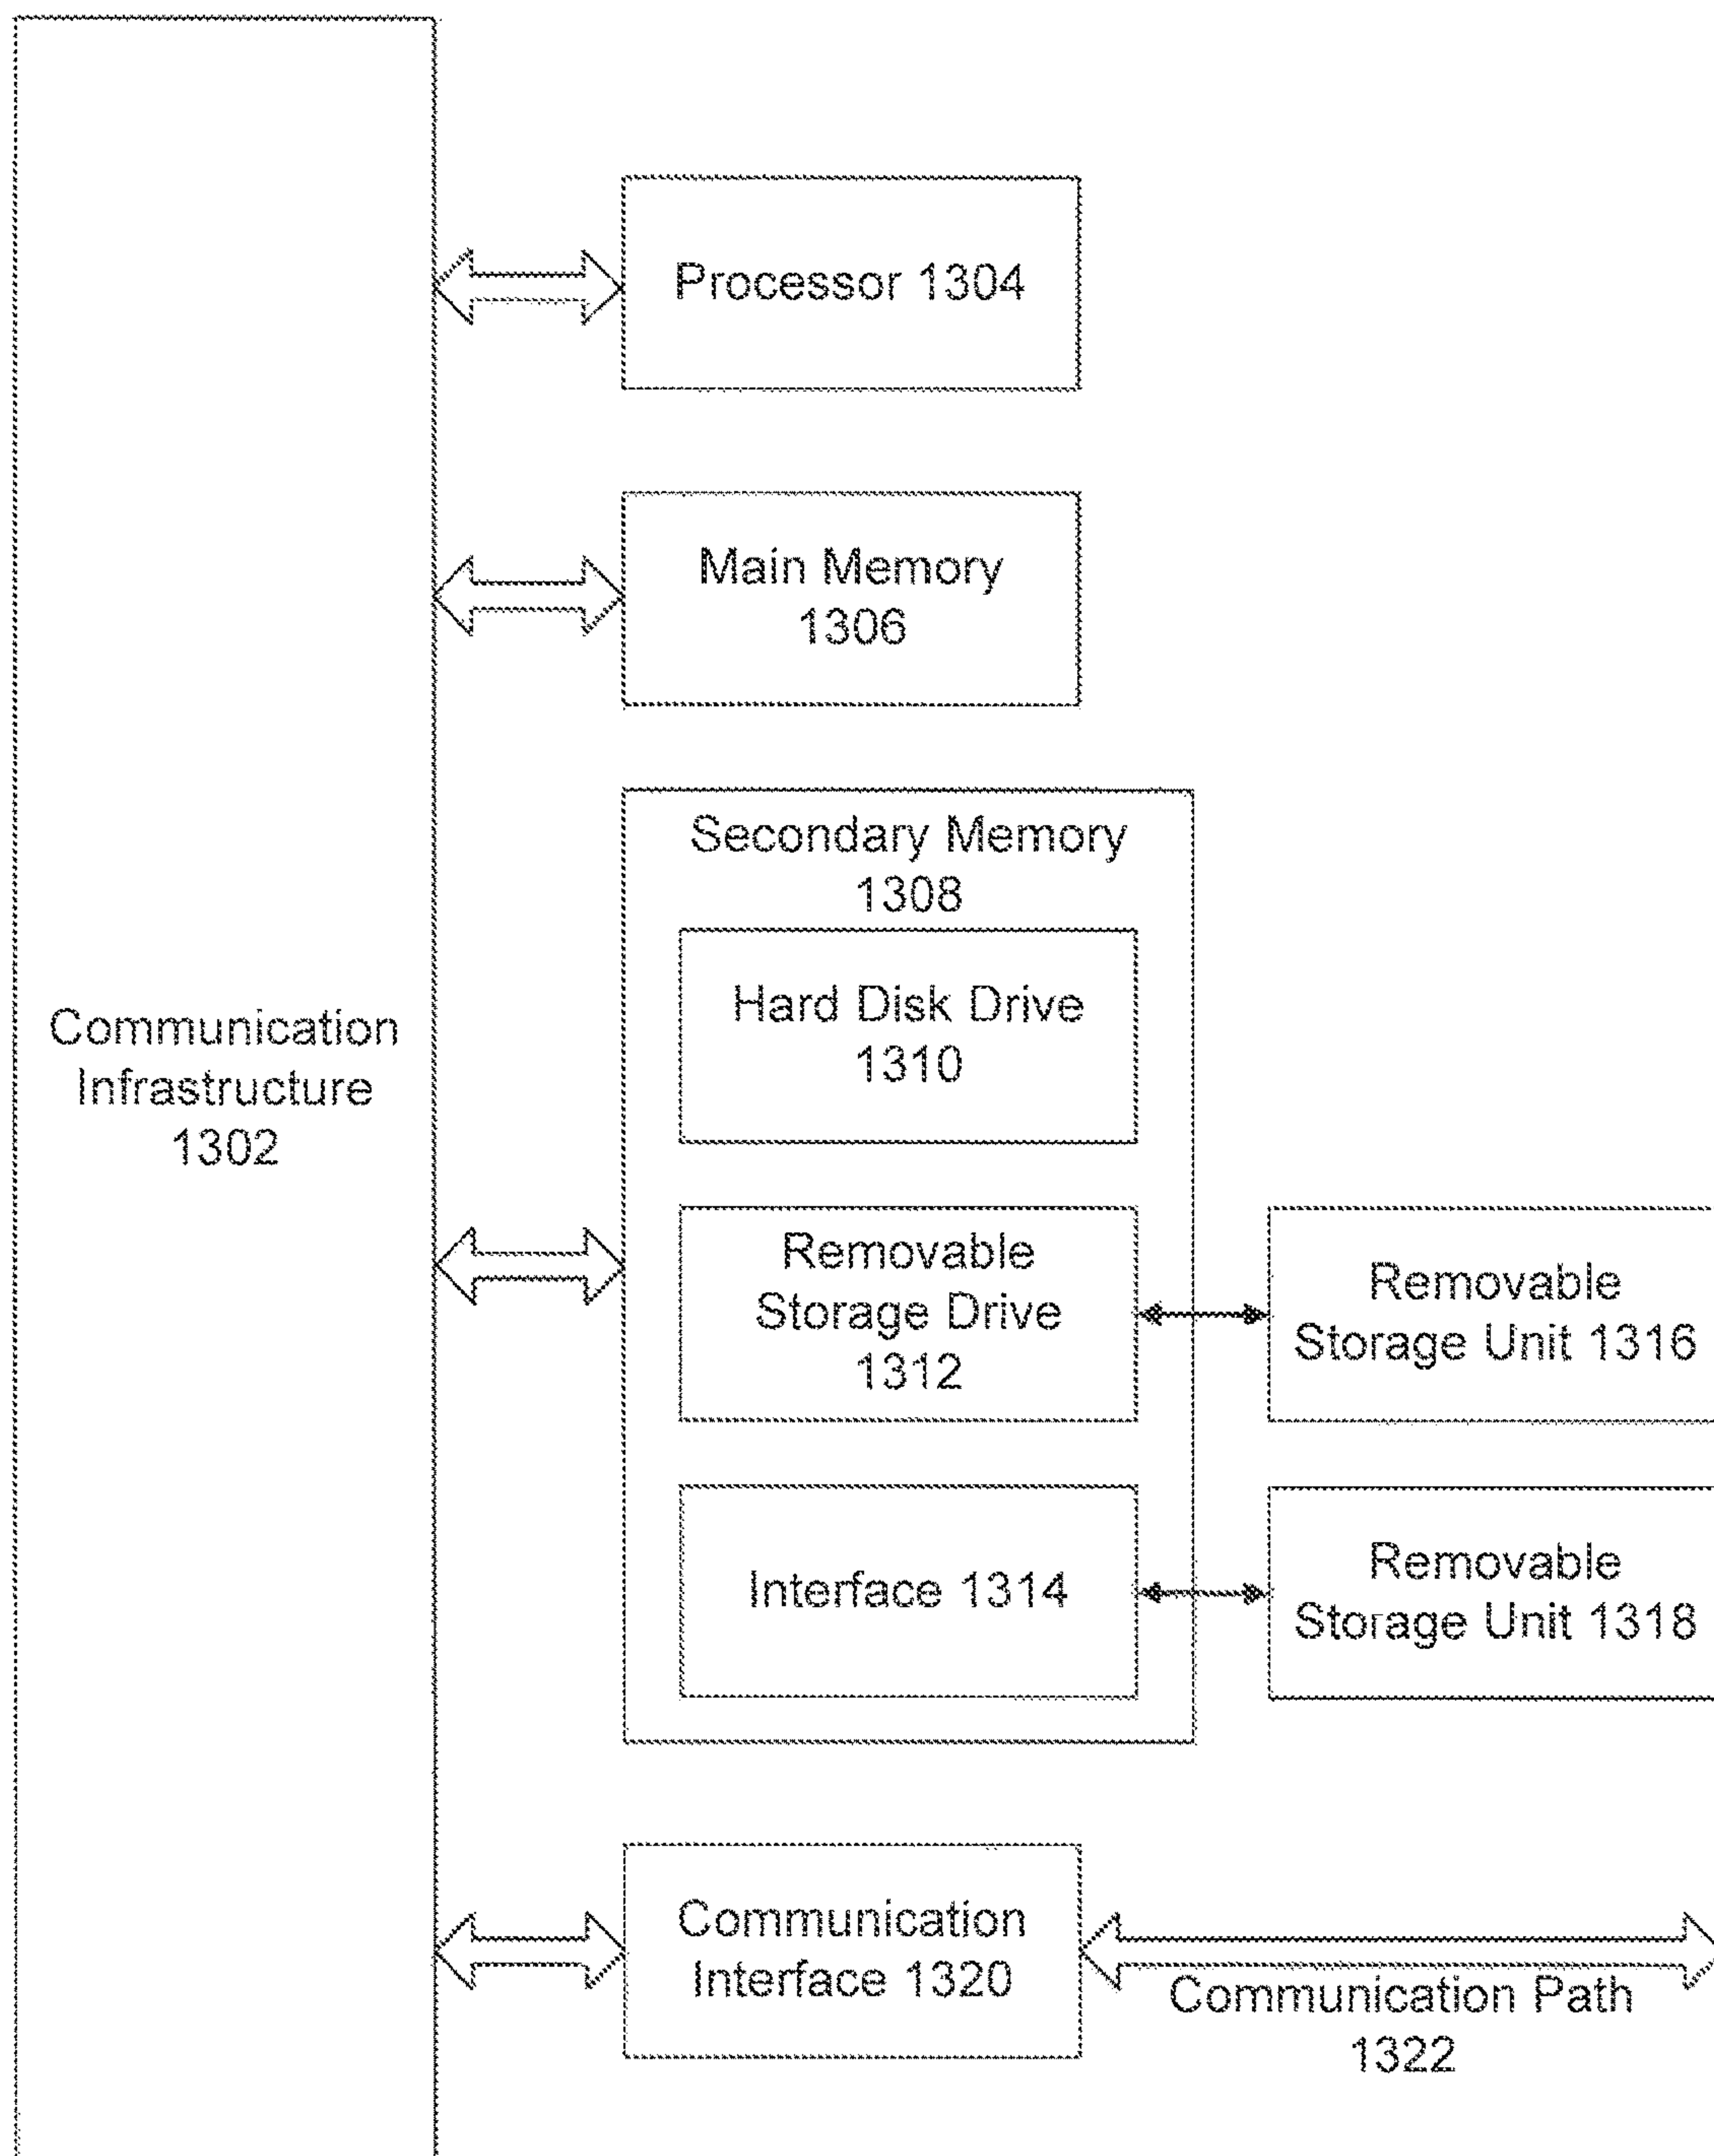 Processor 1304
Main Memory
1306
Secondary Memory
1308
Hard Disk Drive
1310
Communication
Infrastructure
1302
Removable
Storage Drive
1312
Removable
Storage Unit 1316
Interface 1314
Removable
Storage Unit 1318
Communication
Interface 1320
Communication Path
1322